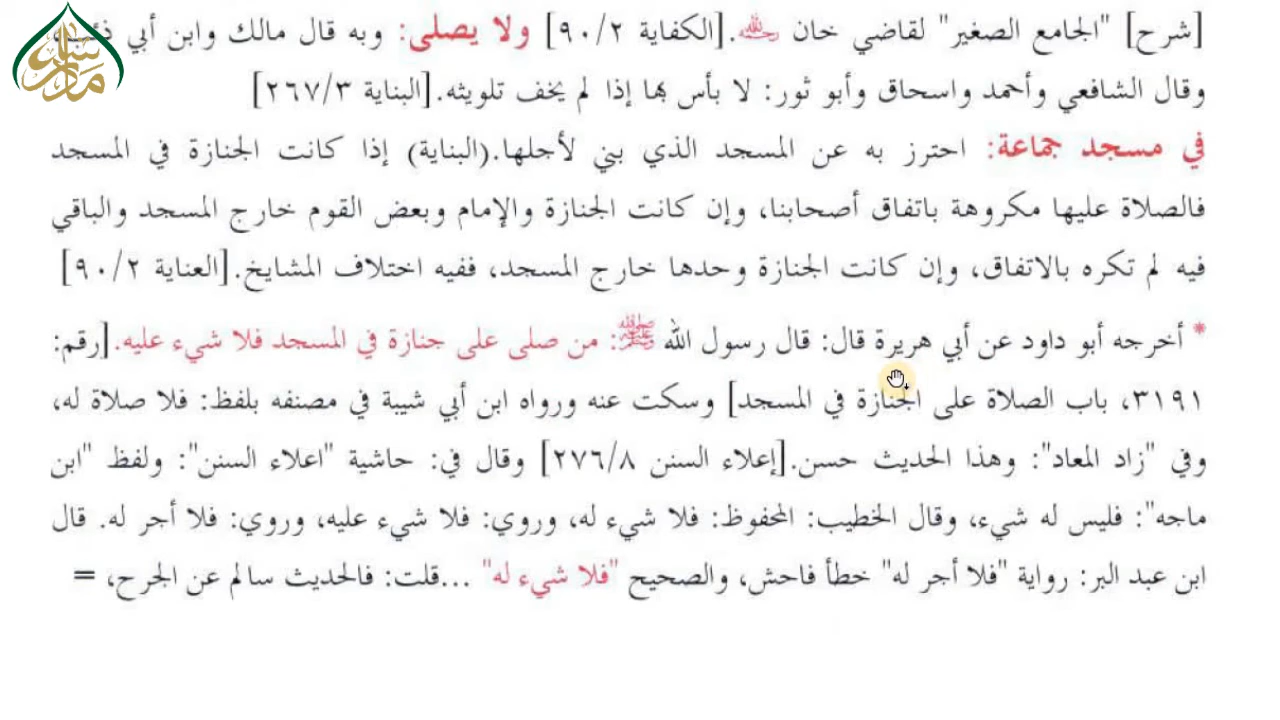 [شرح] "الجامع الصغير" لقاضي خان رحمه الله.[الكفاية ٩٠/٢] ولا يصلى: وبه قال مالك وابن أبي ذئب،
وقال الشافعي وأحمد واسحاق وأبو ثور: لا بأس بها إذا لم يخف تلويثه.[البناية ٢٦٧/٣]
في مسجد جماعة: احترز به عن المسجد الذي بني لأجلها.(البناية) إذا كانت الجنازة في المسجد
فالصلاة عليها مكروهة باتفاق أصحابنا، وإن كانت الجنازة والإمام وبعض القوم خارج المسجد والباقي
فيه لم تكره بالاتفاق، وإن كانت الجنازة وحدها خارج المسجد، ففيه اختلاف المشايخ.[العناية ٩٠/٢]
* أخرجه أبو داود عن أبي هريرة قال: قال رسول الله ﷺ: من صلى على جنازة في المسجد فلا شيء عليه.[رقم:
٣١٩١، باب الصلاة على الجنازة في المسجد] وسكت عنه ورواه ابن أبي شيبة في مصنفه بلفظ: فلا صلاة له،
وفي "زاد المعاد": وهذا الحديث حسن.[إعلاء السنن ٢٧٦/٨] وقال في: حاشية "اعلاء السنن": ولفظ "ابن
ماجه": فليس له شيء، وقال الخطيب: المحفوظ: فلا شيء له، وروي: فلا شيء عليه، وروي: فلا أجر له. قال
ابن عبد البر: رواية "فلا أجر له" خطأ فاحش، والصحيح "فلا شيء له" ...قلت: فالحديث سالم عن الجرح، =